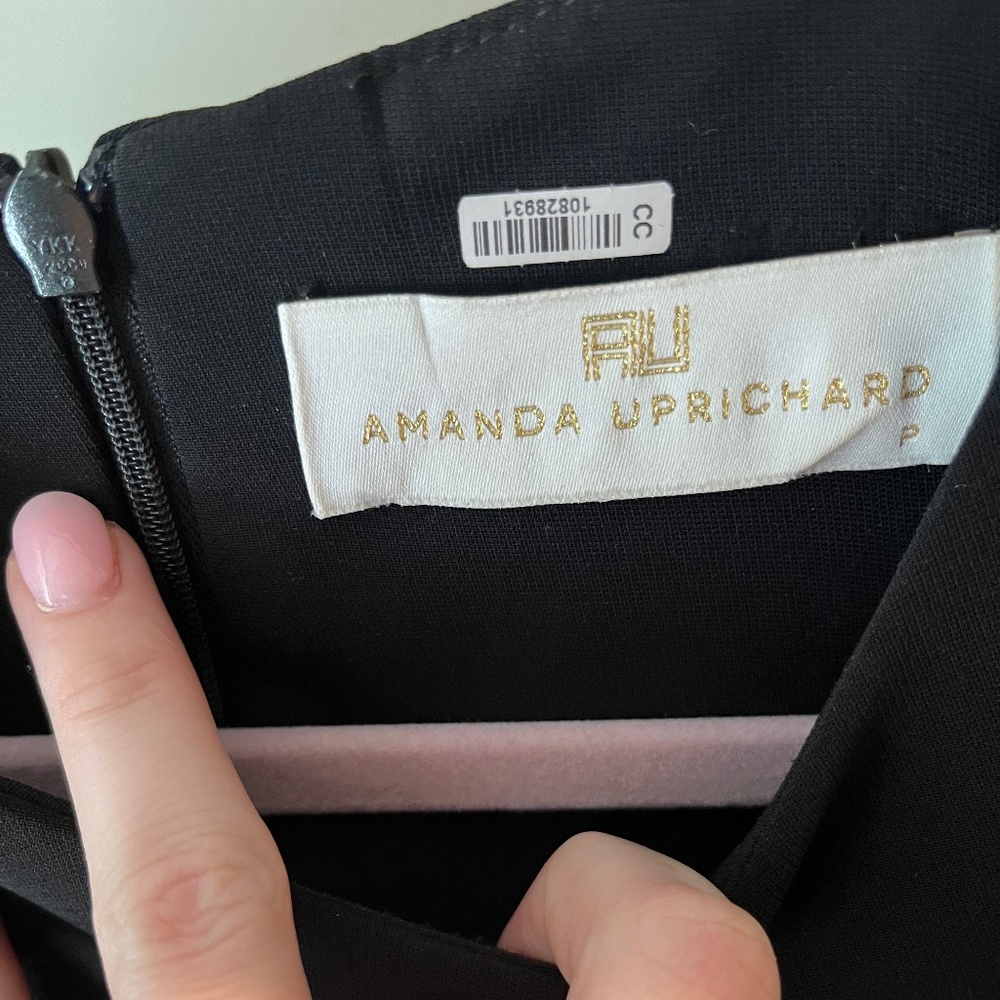 10828931
CC
YKK
AU
AMANDA UPRICHARD
P